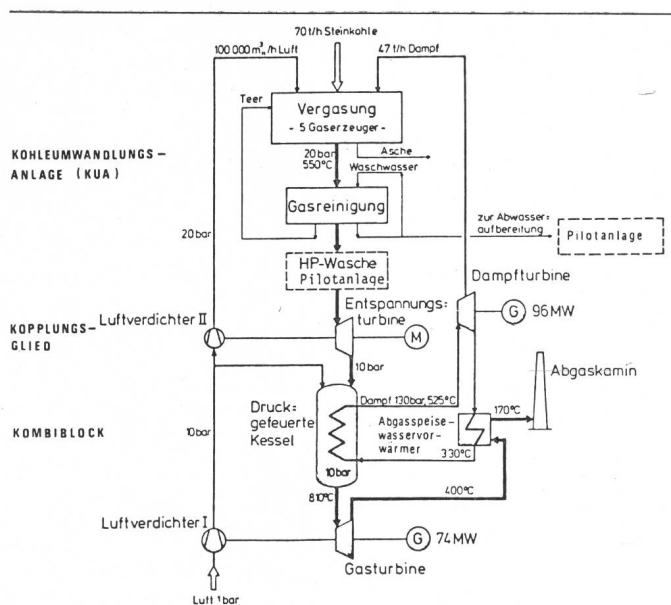 70 t/h Steinkohle
100 000 m³ₙ/h Luft
47 t/h Dampf
Teer
Vergasung
- 5 Gaserzeuger -
KOHLEUMWANDLUNGS-
ANLAGE (KUA)
20 bar
550°C
Asche
Waschwasser
Gasreinigung
zur Abwasser=
aufbereitung
Pilotanlage
20 bar
HP-Wäsche
Pilotanlage
Dampfturbine
Entspannungs=
turbine
Luftverdichter II
KOPPLUNGS-
GLIED
M
G
96 MW
10 bar
Abgaskamin
Dampf 130 bar, 525°C
170°C
Druck=
gefeuerte
Kessel
Abgasspeise-
wasservor-
wärmer
KOMBIBLOCK
10 bar
330°C
10 bar
810°C
400°C
Luftverdichter I
G
74 MW
Gasturbine
Luft 1 bar